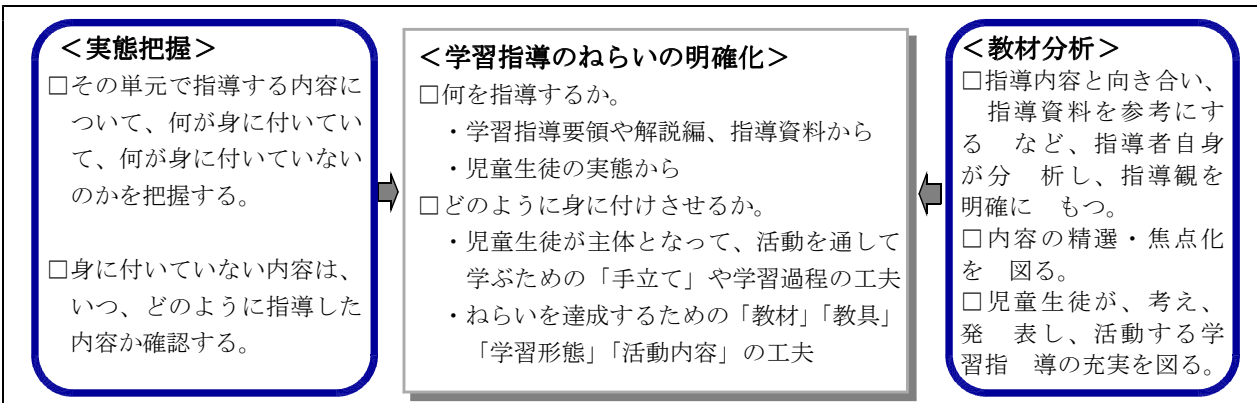 ＜実態把握＞
□その単元で指導する内容に
ついて、何が身に付いてい
て、何が身に付いていない
のかを把握する。
□身に付いていない内容は、
いつ、どのように指導した
内容か確認する。
＜学習指導のねらいの明確化＞
□何を指導するか。
・学習指導要領や解説編、指導資料から
・児童生徒の実態から
□どのように身に付けさせるか。
・児童生徒が主体となって、活動を通して
学ぶための「手立て」や学習過程の工夫
・ねらいを達成するための「教材」「教具」
「学習形態」「活動内容」の工夫
＜教材分析＞
□指導内容と向き合い、
指導資料を参考にす
る　など、指導者自身
が分　析し、指導観を
明確に　もつ。
□内容の精選・焦点化
を　図る。
□児童生徒が、考え、
発　表し、活動する学
習指　導の充実を図る。